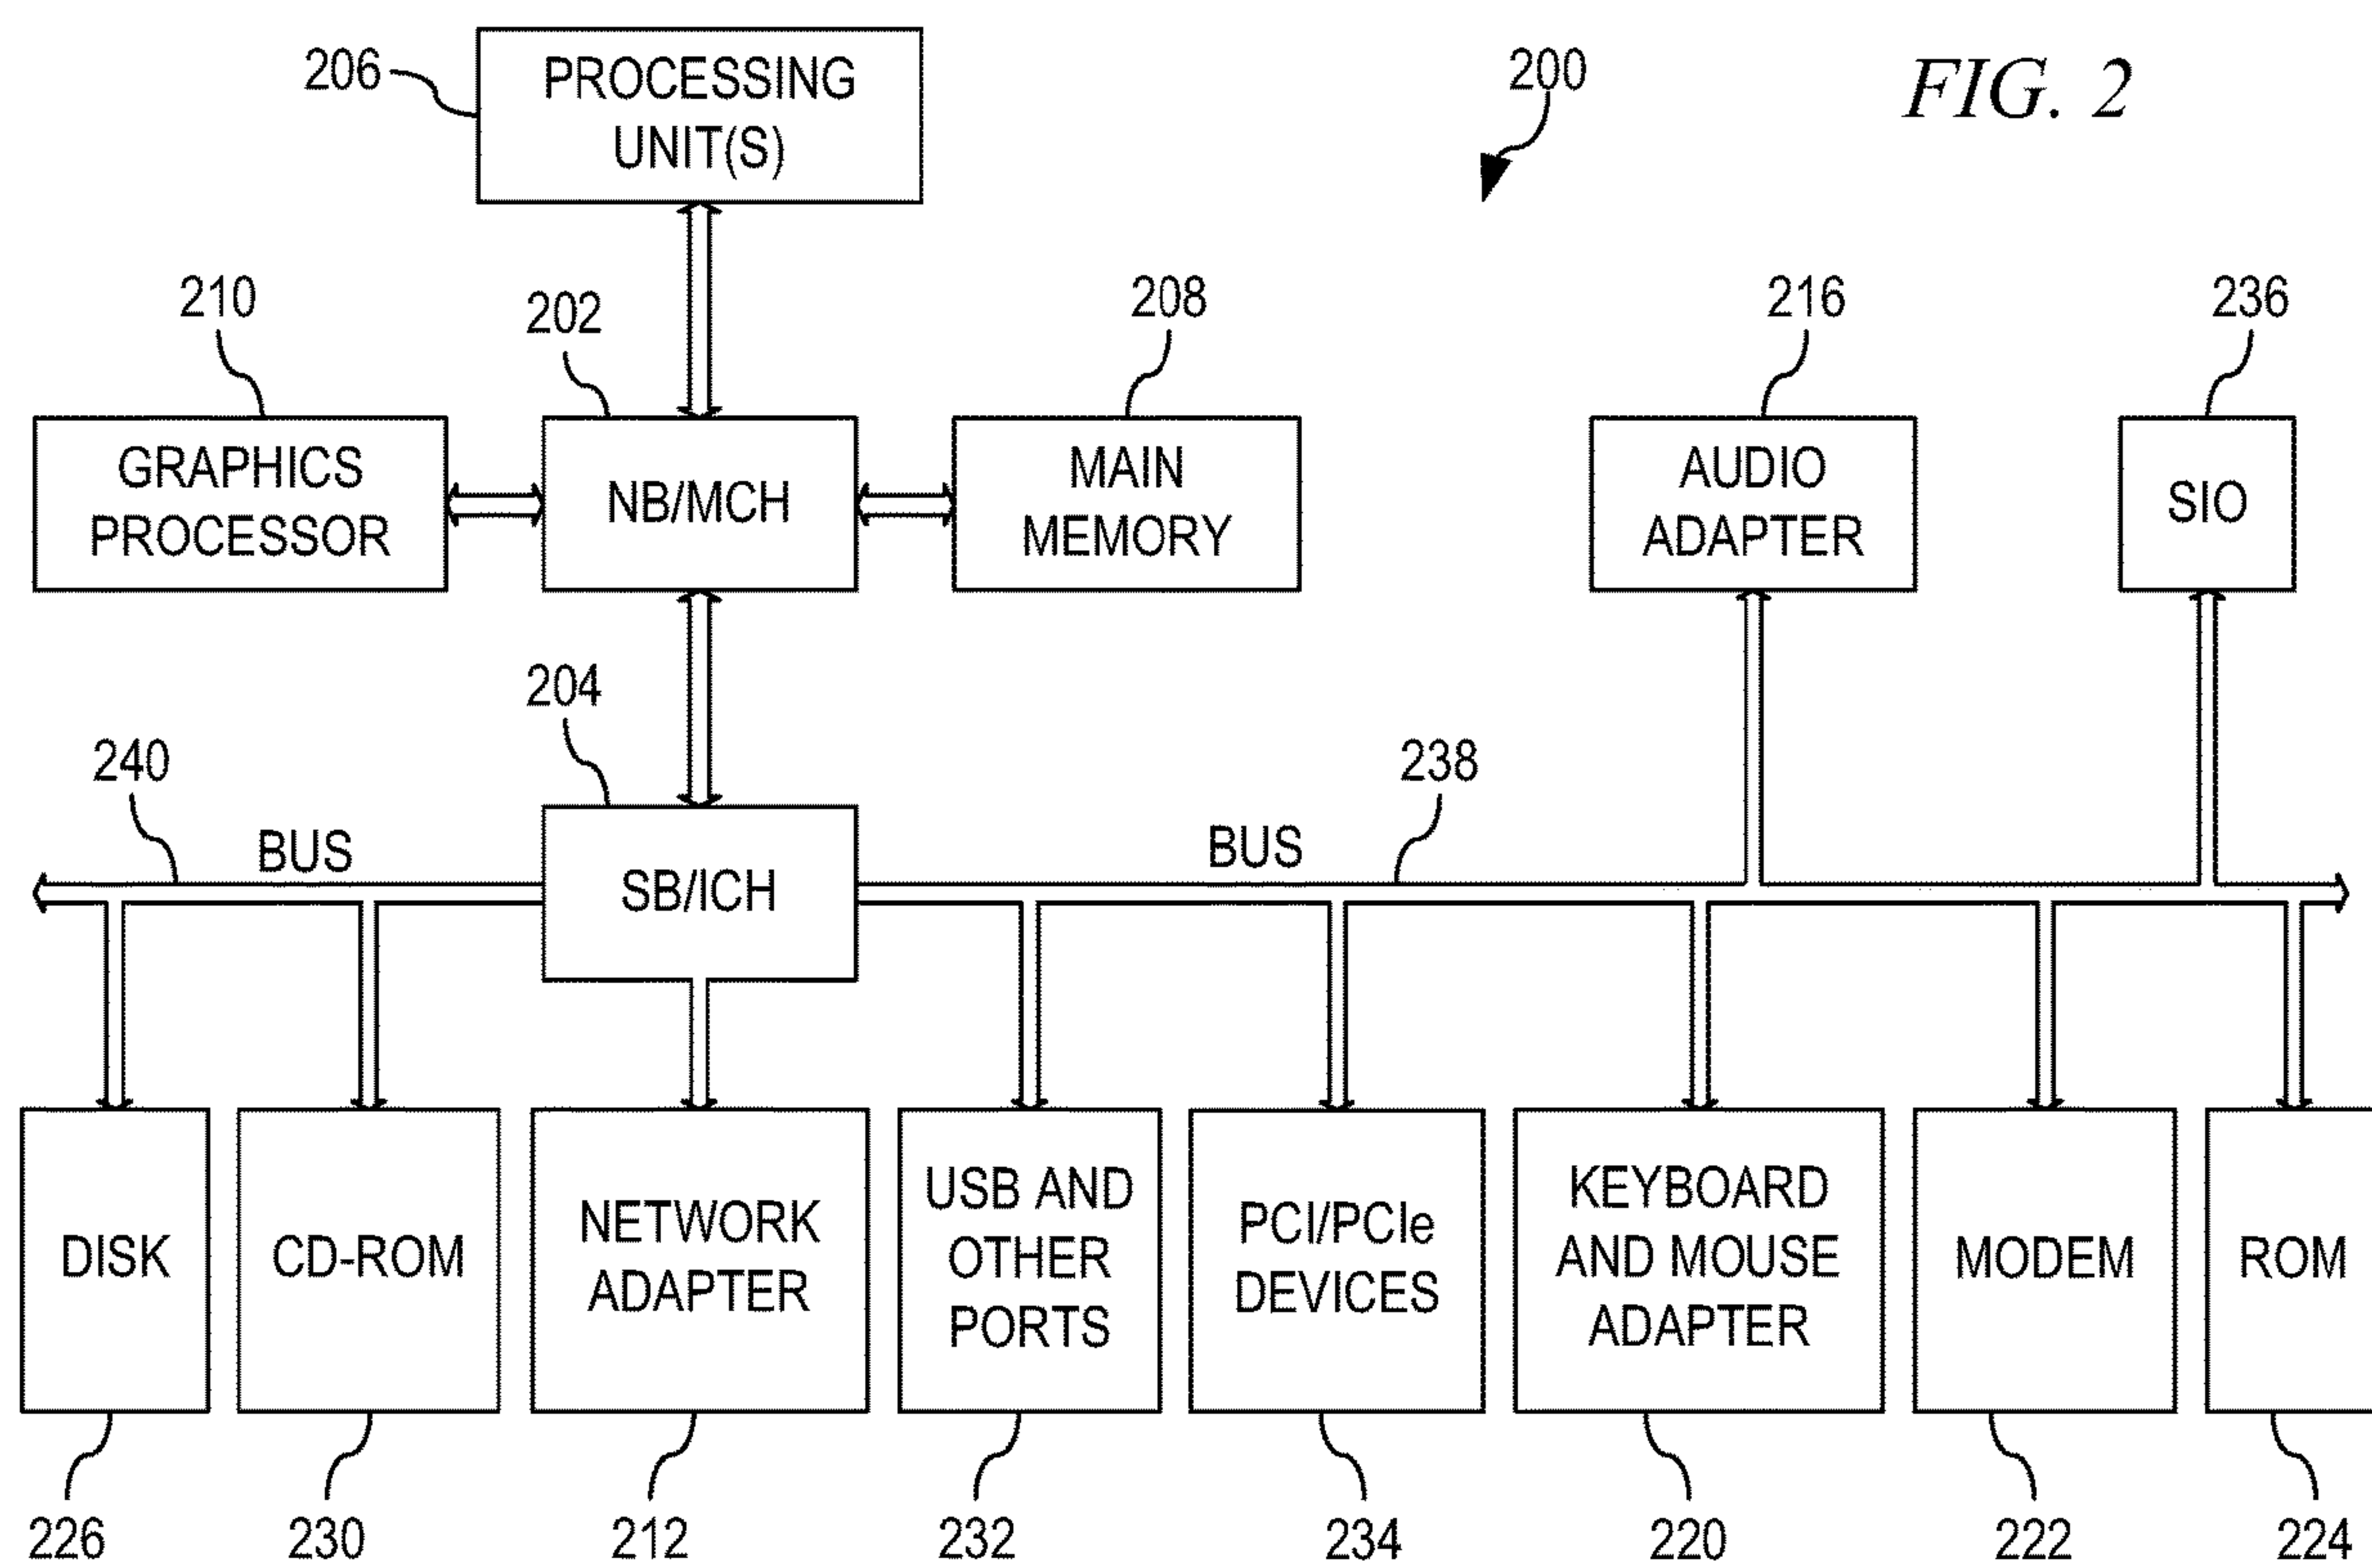 FIG. 2
200
206
PROCESSING
UNIT(S)
210
202
208
216
236
GRAPHICS
PROCESSOR
NB/MCH
MAIN
MEMORY
AUDIO
ADAPTER
SIO
204
240
238
BUS
BUS
SB/ICH
DISK
CD-ROM
NETWORK
ADAPTER
USB AND
OTHER
PORTS
PCI/PCIe
DEVICES
KEYBOARD
AND MOUSE
ADAPTER
MODEM
ROM
226
230
212
232
234
220
222
224